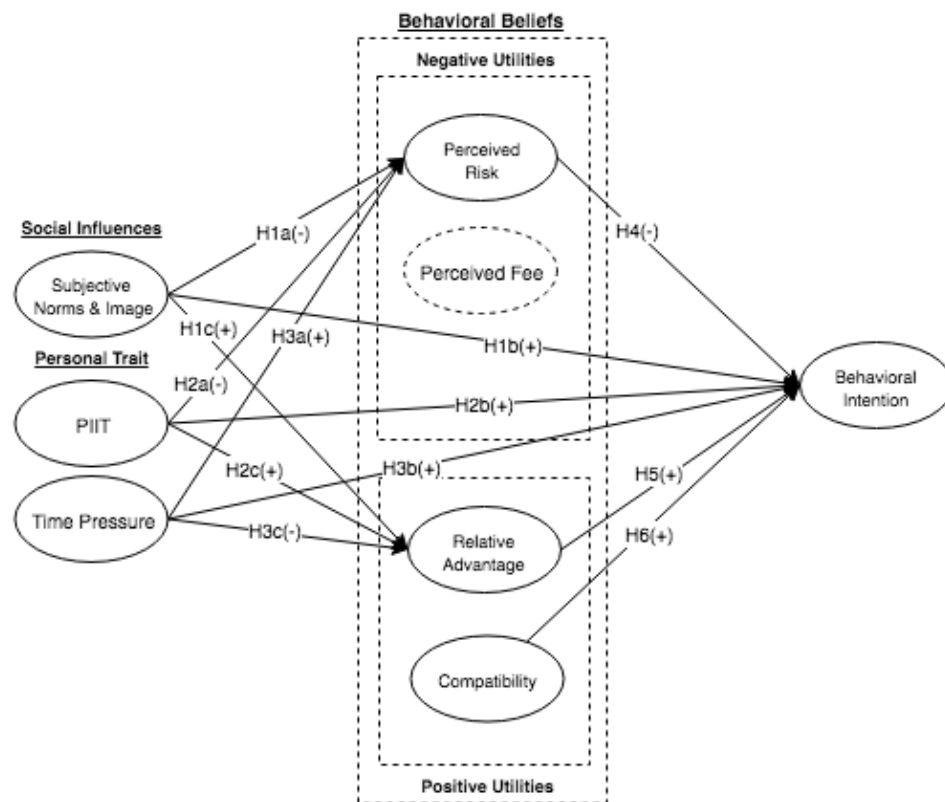 Behavioral Beliefs
Negative Utilities
Perceived
Risk
H4(-)
Social Influences
H1a(-)
Subjective
Norms & Image
Perceived Fee
H1c(+)
H3a(+)
H1b(+)
Personal Trait
H2a(-)
Behavioral
Intention
PIIT
H2b(+)
H2c(+)
H3b(+)
H5(+)
Time Pressure
H3c(-)
Relative
Advantage
H6(+)
Compatibility
Positive Utilities